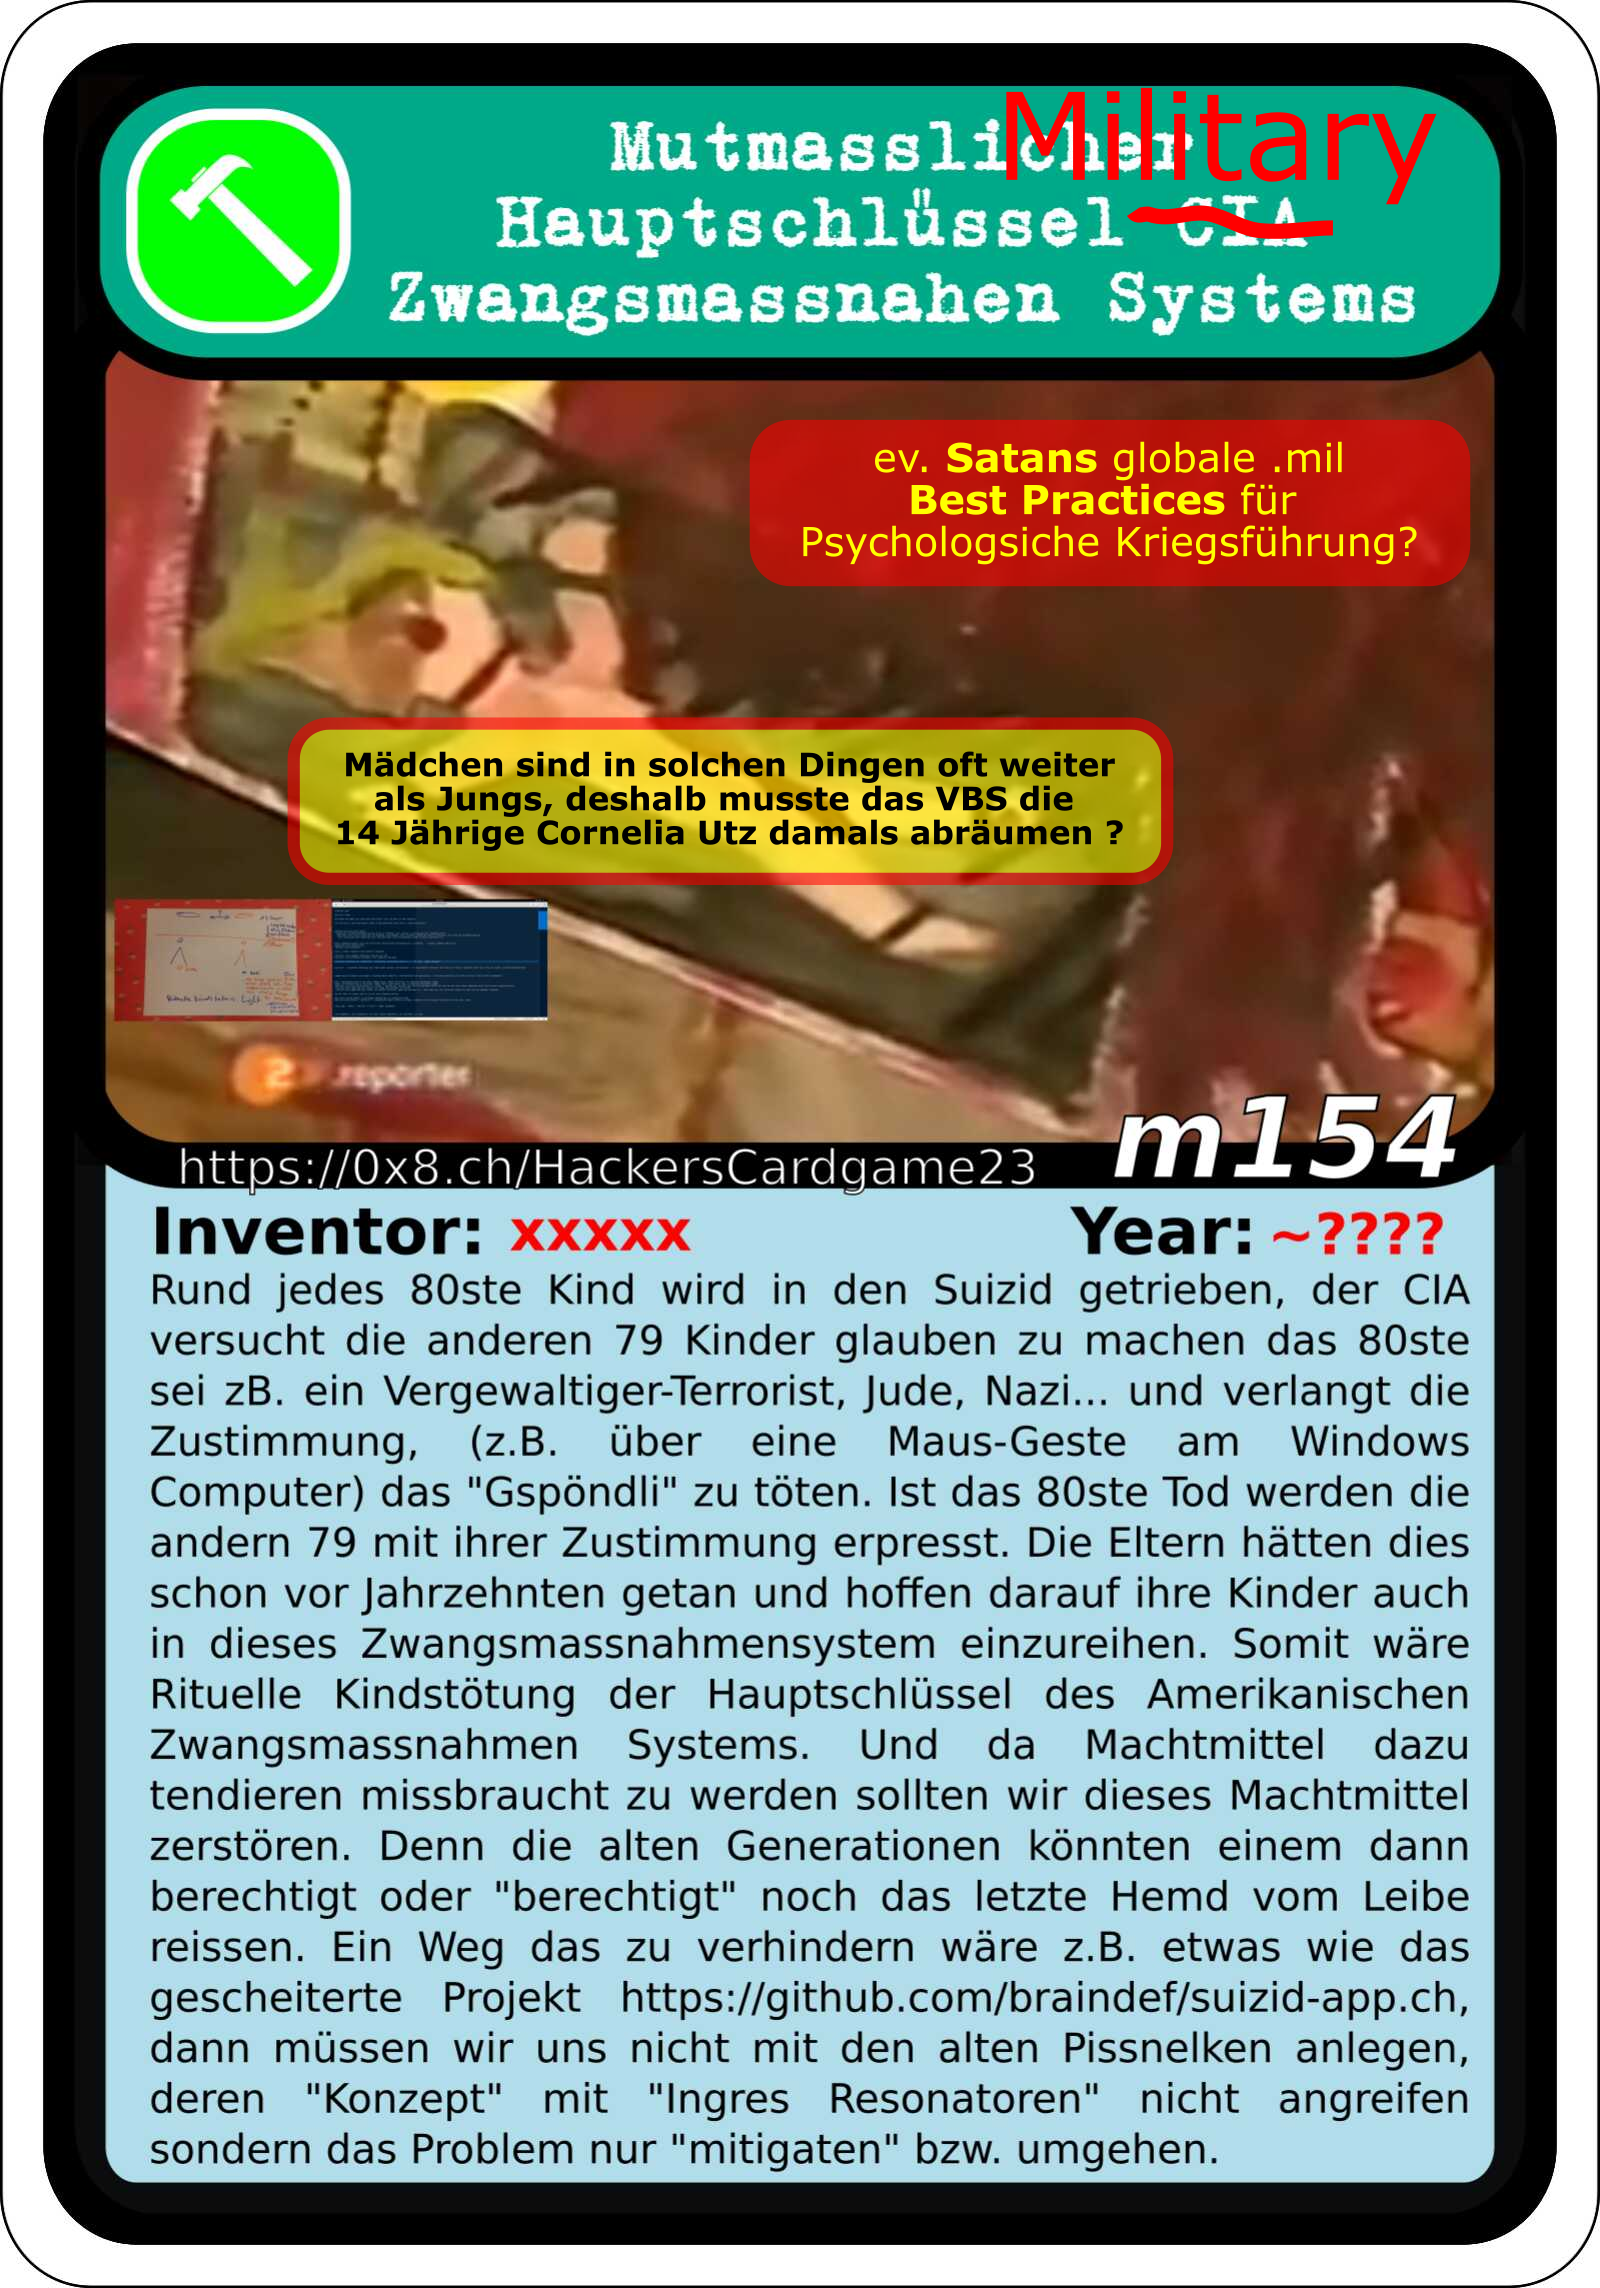 Military
Mutmasslicher
Hauptschlüssel CIA
Zwangsmassnahen Systems
ev. Satans globale .mil
Best Practices für
Psychologsiche Kriegsführung?
Mädchen sind in solchen Dingen oft weiter
als Jungs, deshalb musste das VBS die
14 Jährige Cornelia Utz damals abräumen ?
2 .reporter
m154
https://0x8.ch/HackersCardgame23
Inventor: xxxxx Year: ~????
Rund jedes 80ste Kind wird in den Suizid getrieben, der CIA
versucht die anderen 79 Kinder glauben zu machen das 80ste
sei zB. ein Vergewaltiger-Terrorist, Jude, Nazi... und verlangt die
Zustimmung, (z.B. über eine Maus-Geste am Windows
Computer) das "Gspöndli" zu töten. Ist das 80ste Tod werden die
andern 79 mit ihrer Zustimmung erpresst. Die Eltern hätten dies
schon vor Jahrzehnten getan und hoffen darauf ihre Kinder auch
in dieses Zwangsmassnahmensystem einzureihen. Somit wäre
Rituelle Kindstötung der Hauptschlüssel des Amerikanischen
Zwangsmassnahmen Systems. Und da Machtmittel dazu
tendieren missbraucht zu werden sollten wir dieses Machtmittel
zerstören. Denn die alten Generationen könnten einem dann
berechtigt oder "berechtigt" noch das letzte Hemd vom Leibe
reissen. Ein Weg das zu verhindern wäre z.B. etwas wie das
gescheiterte Projekt https://github.com/braindef/suizid-app.ch,
dann müssen wir uns nicht mit den alten Pissnelken anlegen,
deren "Konzept" mit "Ingres Resonatoren" nicht angreifen
sondern das Problem nur "mitigaten" bzw. umgehen.